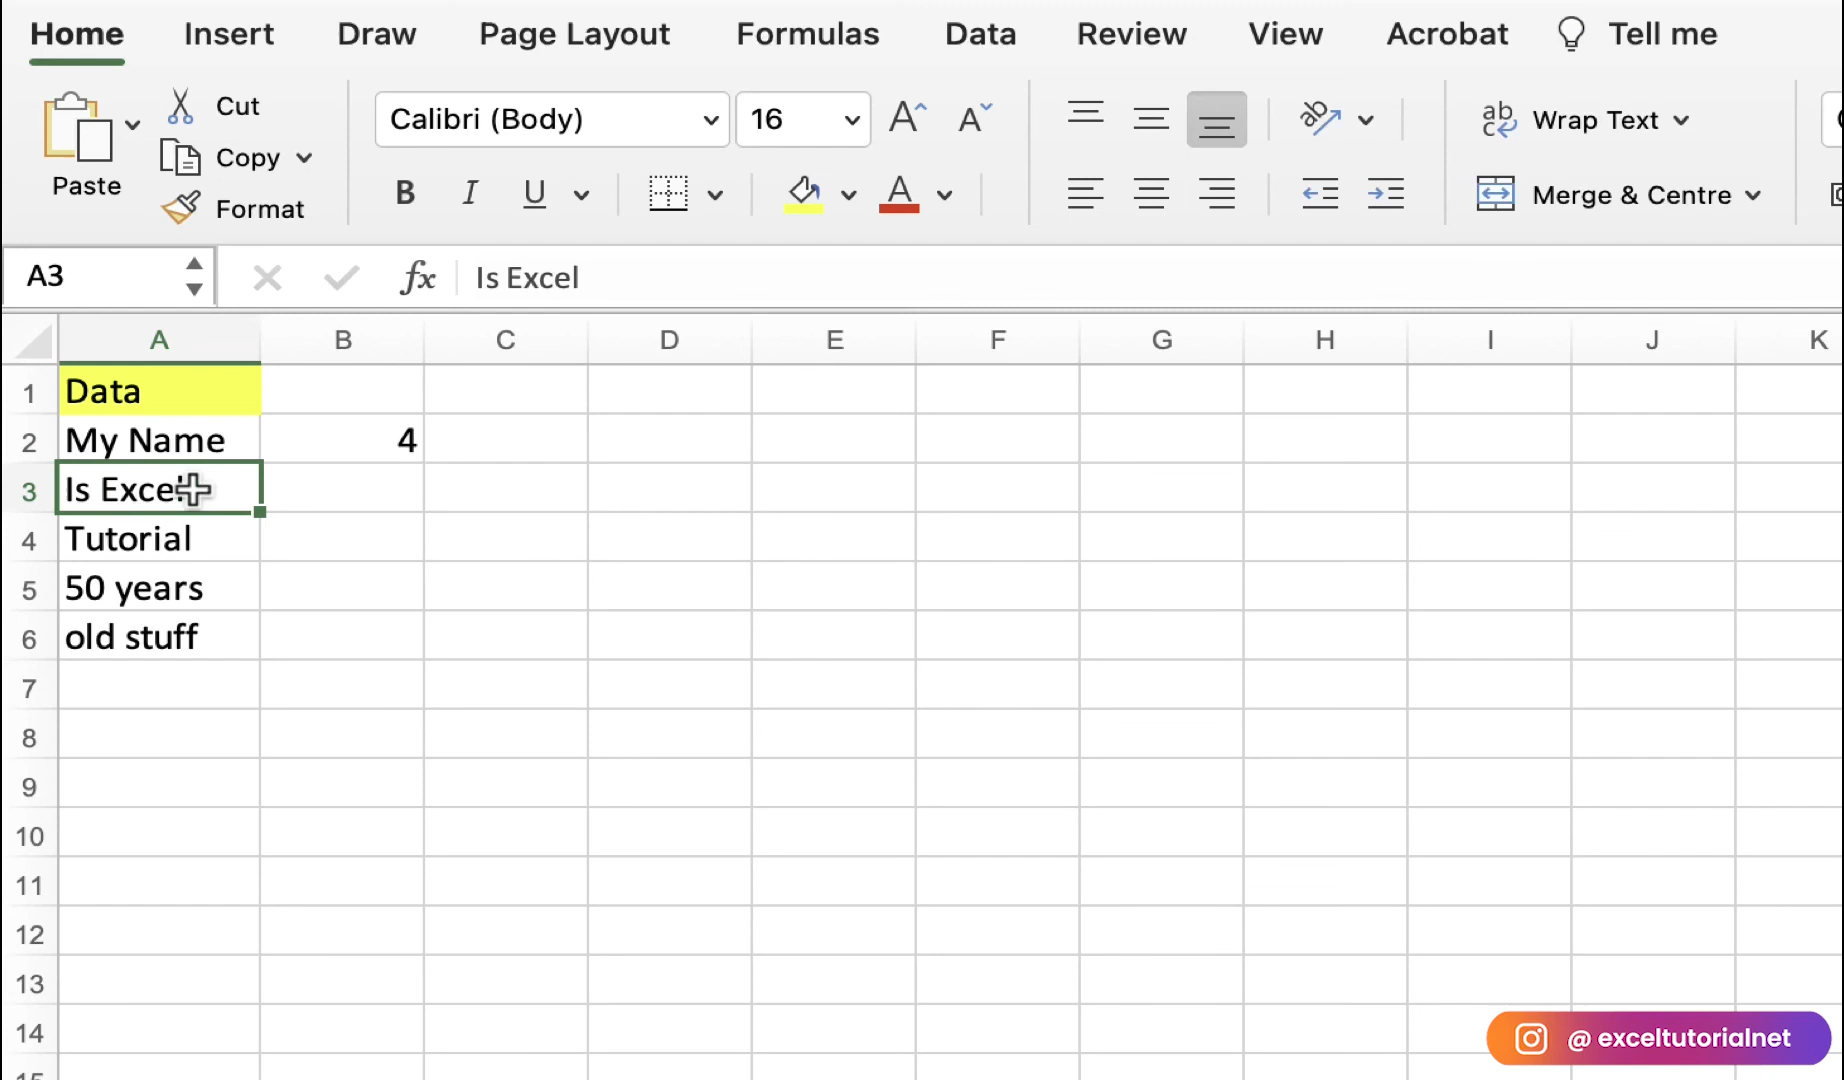 Home Insert Draw Page Layout Formulas Data Review View Acrobat Tell me
Paste
Cut
Copy
Format
Calibri (Body) 16
A A
B I U A
ab
Wrap Text
Merge & Centre
A3 fx Is Excel
A B C D E F G H I J K
1 Data
2 My Name 4
3 Is Excel
4 Tutorial
5 50 years
6 old stuff
7
8
9
10
11
12
13
14
15
@ exceltutorialnet